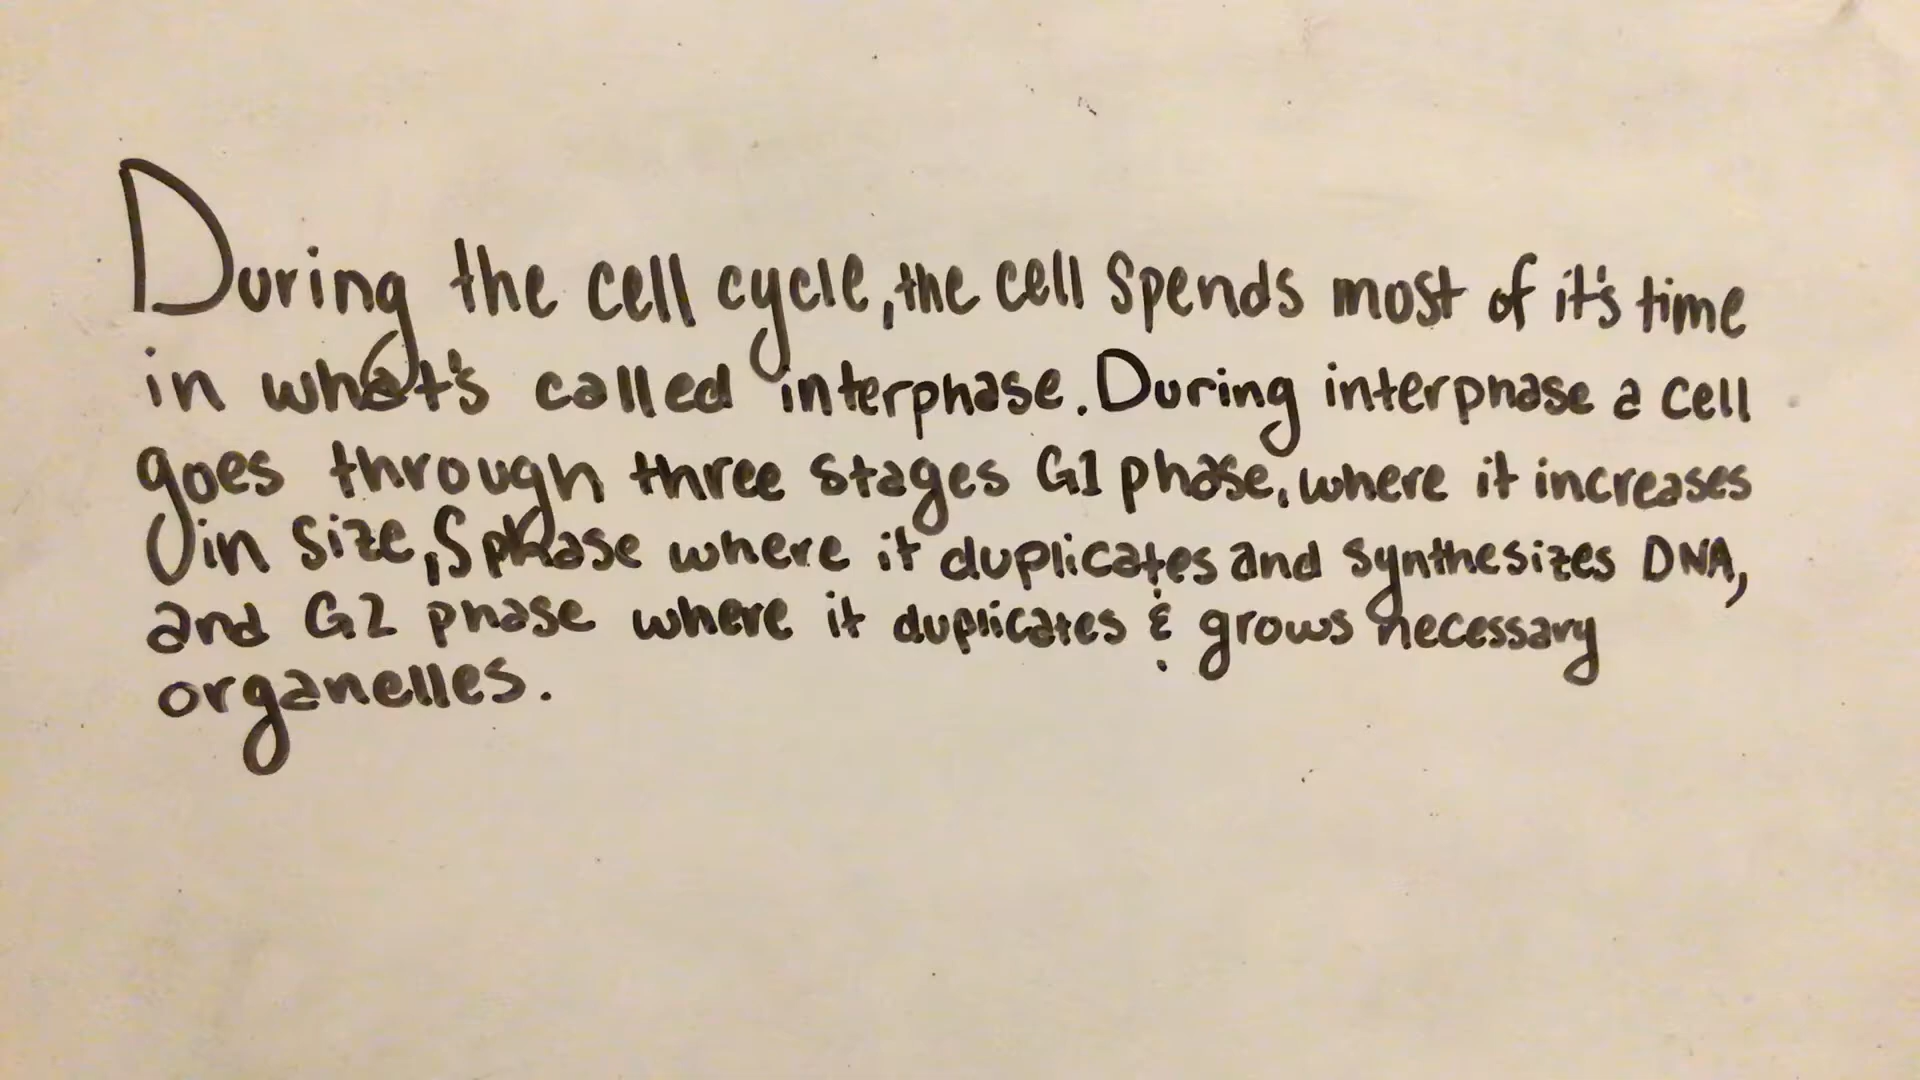 During the cell cycle, the cell spends most of it's time
in what's called interphase. During interphase a cell
goes through three stages G1 phase, where it increases
in size, S phase where it duplicates and synthesizes DNA,
and G2 phase where it duplicates & grows necessary
organelles.